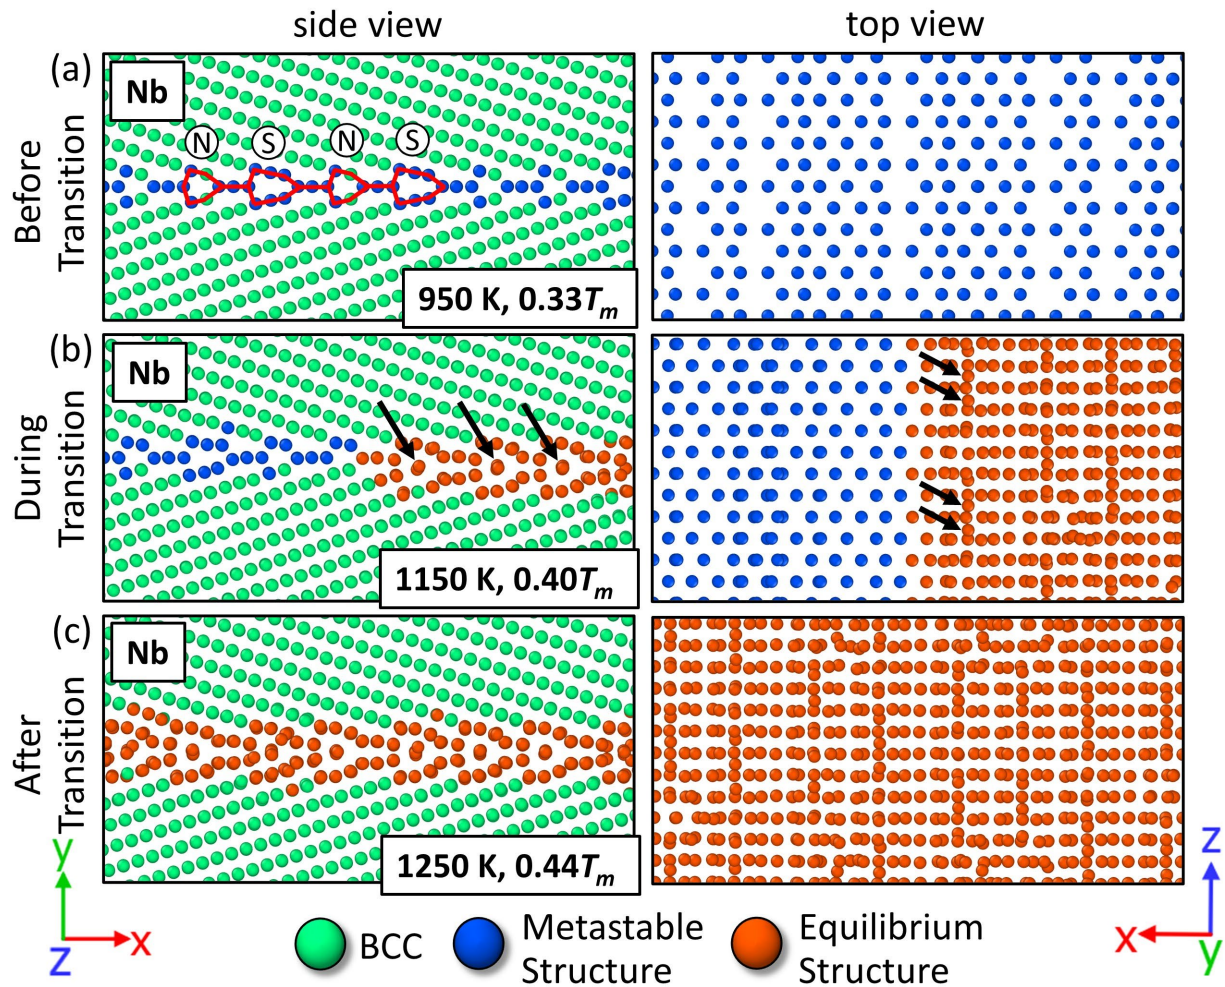 side view
top view
(a)
Before
Transition
Nb
N
S
N
S
950 K, 0.33Tm
(b)
During
Transition
Nb
1150 K, 0.40Tm
(c)
After
Transition
Nb
1250 K, 0.44Tm
y
x
z
BCC
Metastable
Structure
Equilibrium
Structure
z
x
y